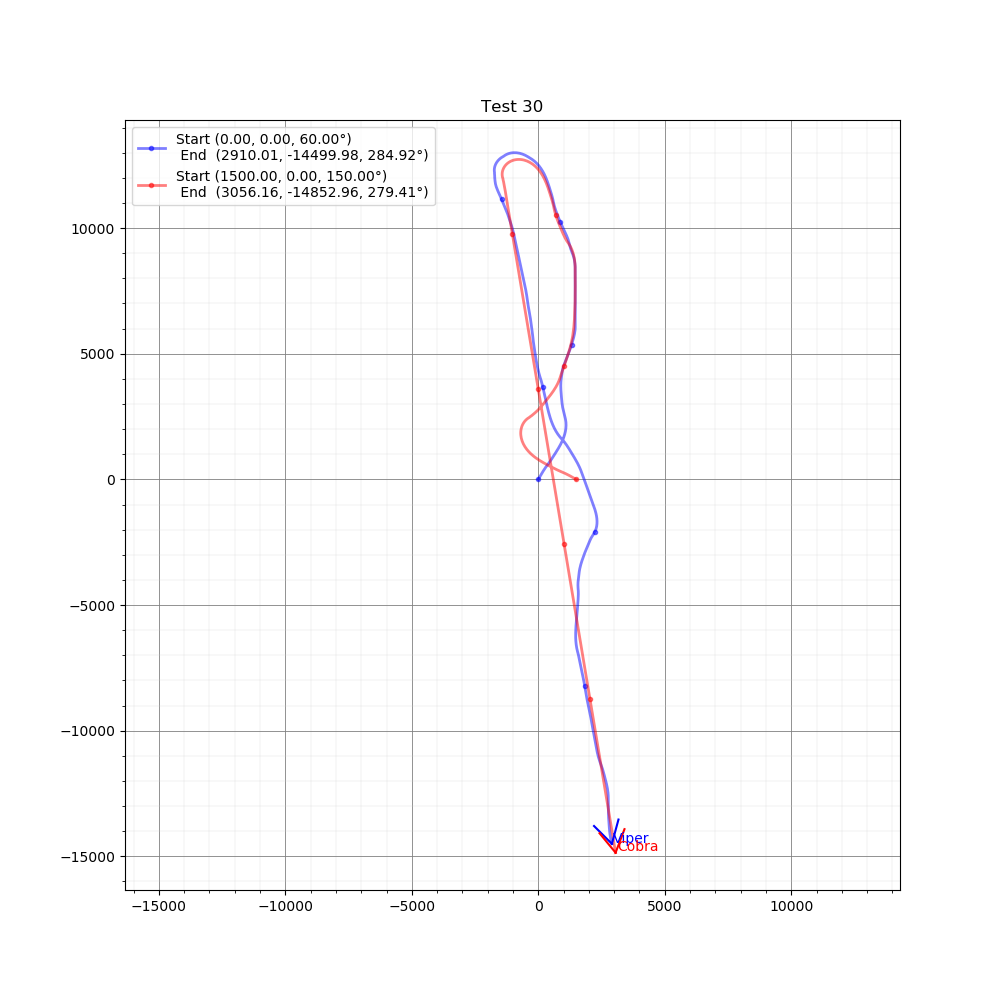 Test 30
Start (0.00, 0.00, 60.00°)
End (2910.01, -14499.98, 284.92°)
Start (1500.00, 0.00, 150.00°)
End (3056.16, -14852.96, 279.41°)
10000
5000
0
−5000
−10000
−15000
Viper
Cobra
−15000 −10000 −5000 0 5000 10000